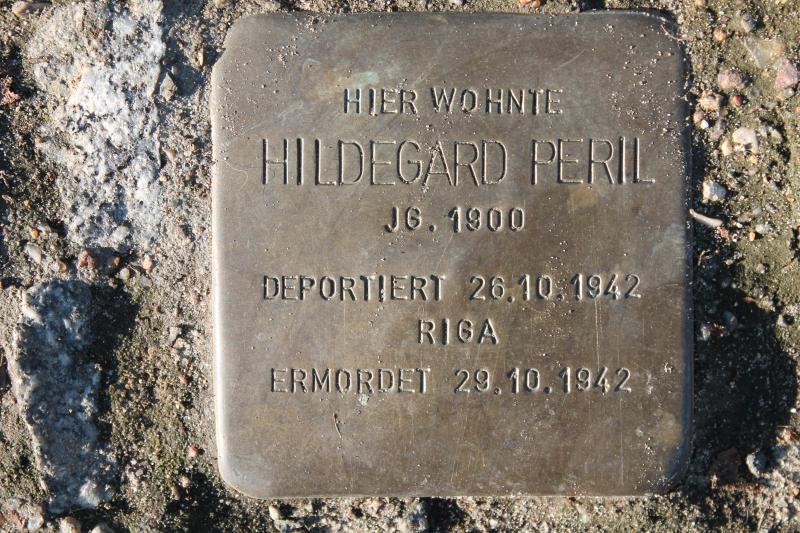 HIER WOHNTE
HILDEGARD PERIL
JG. 1900
DEPORTIERT 26.10.1942
RIGA
ERMORDET 29.10.1942